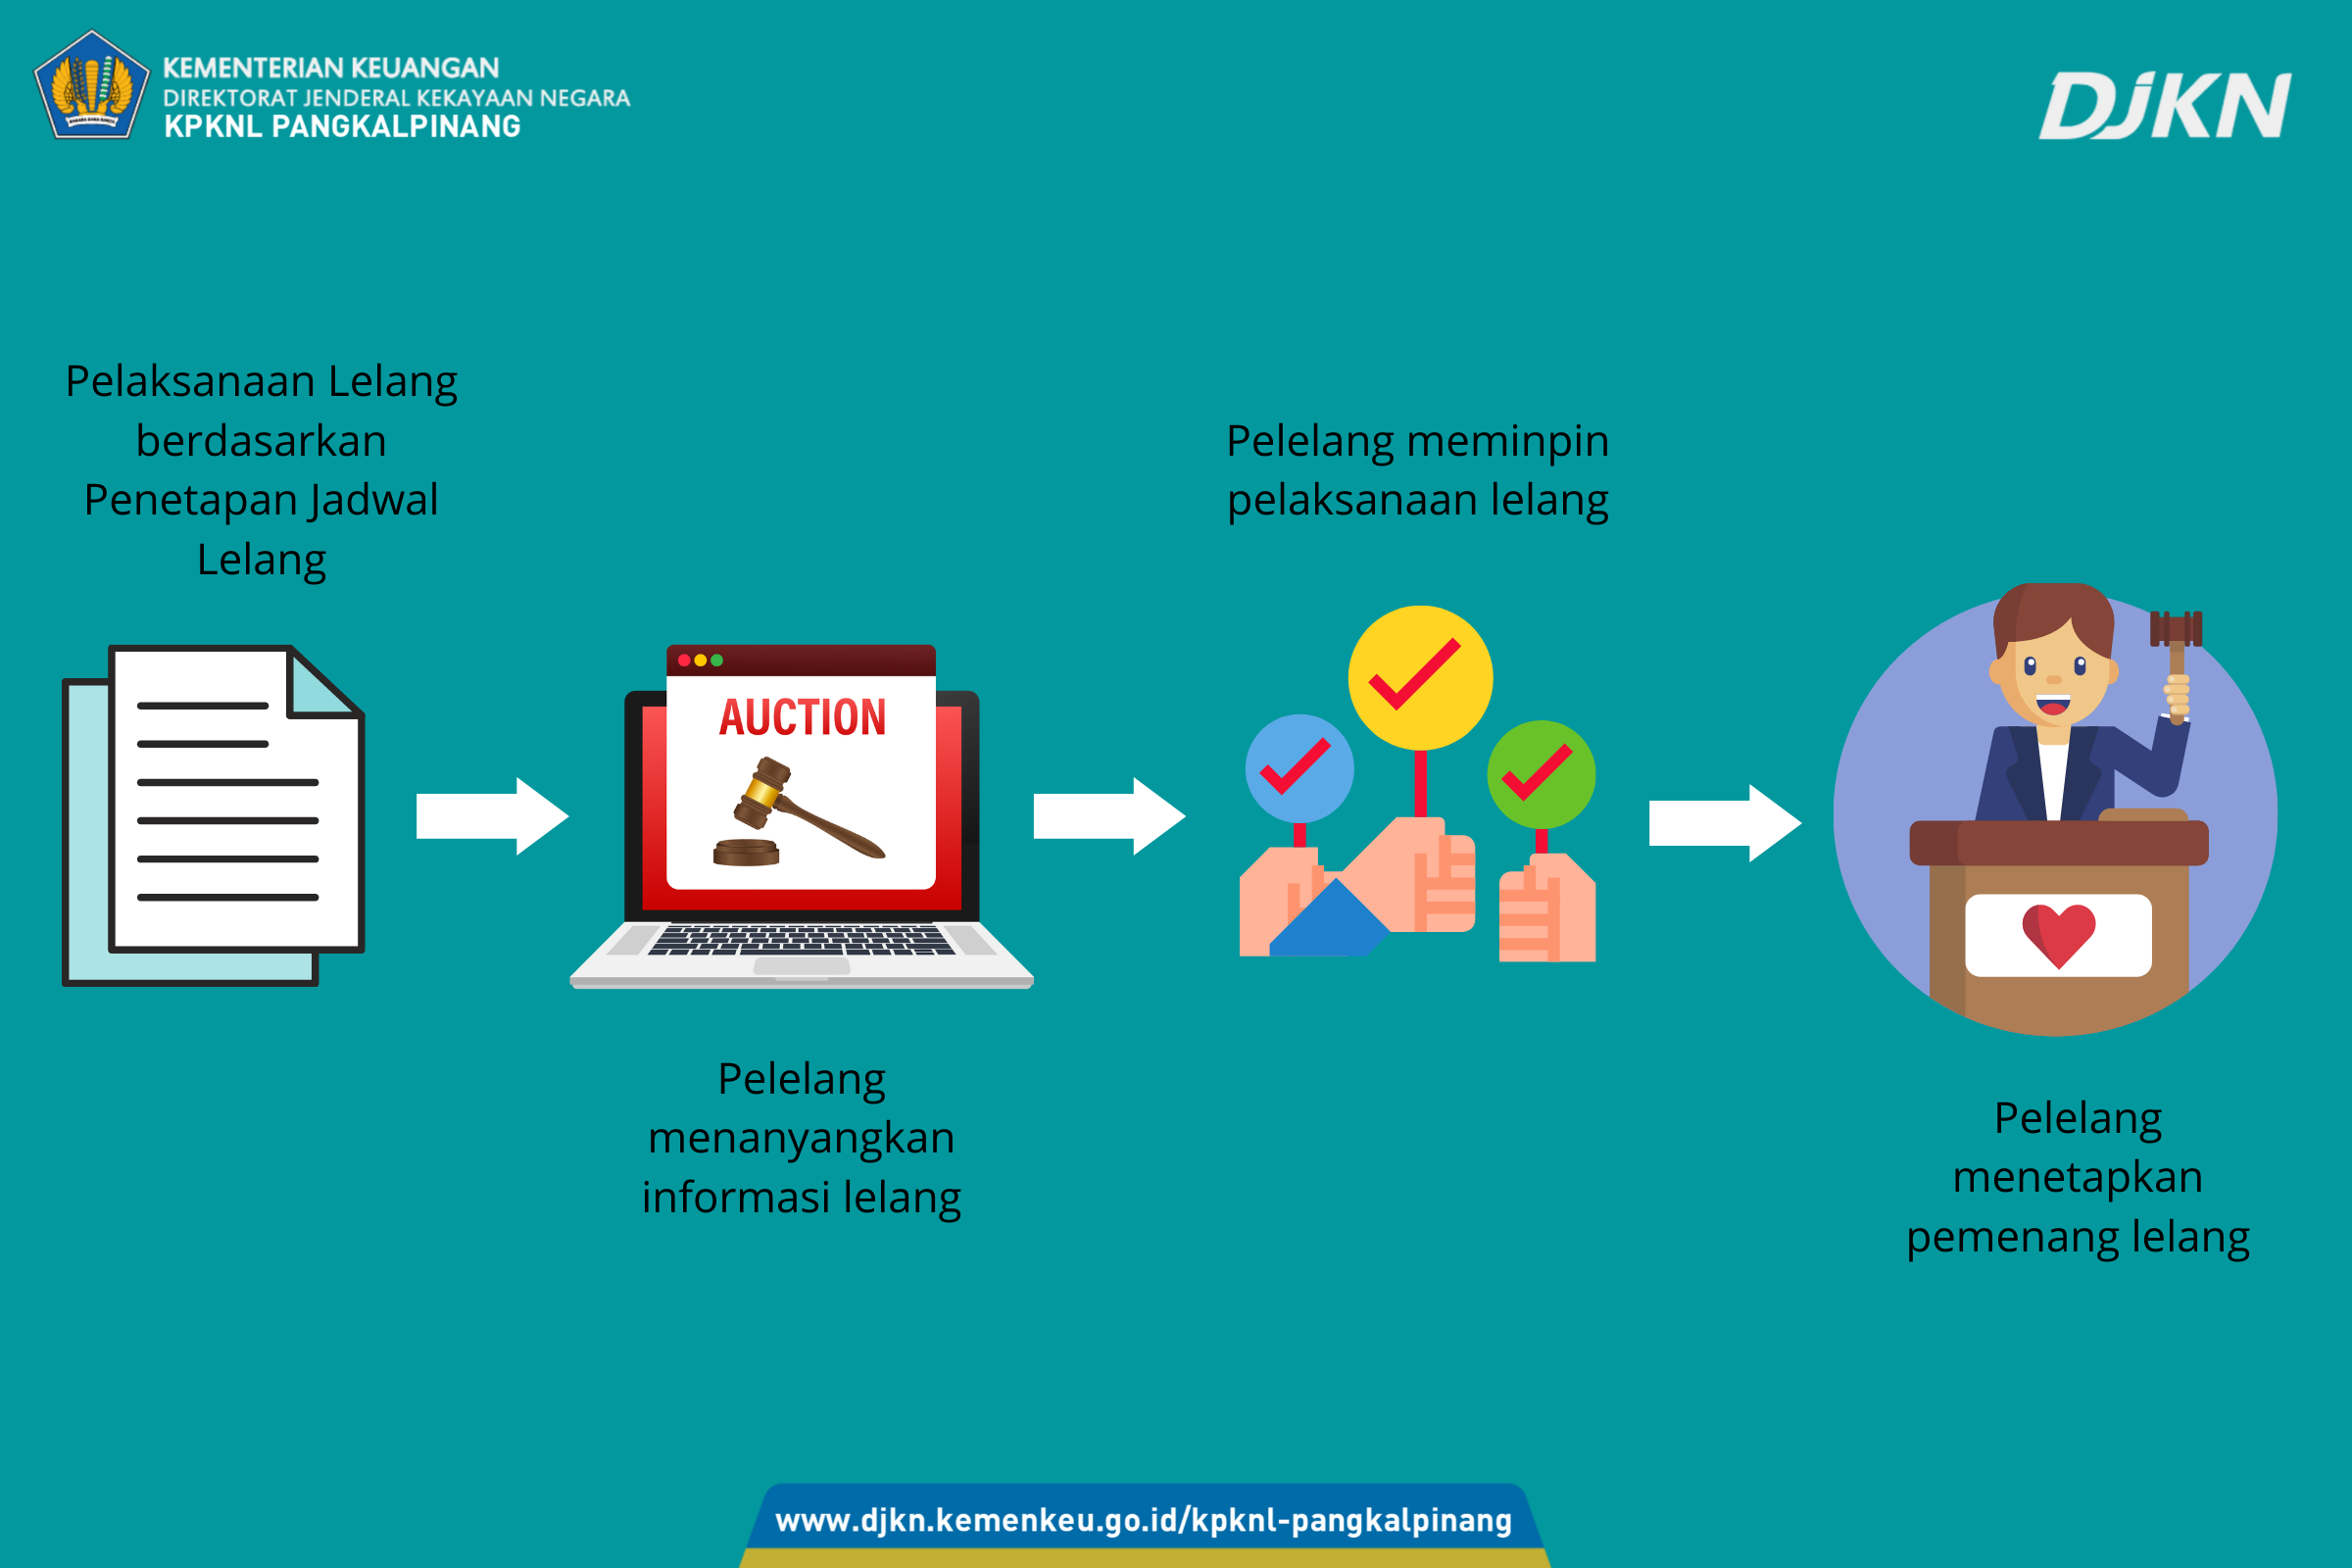 KEMENTERIAN KEUANGAN
DIREKTORAT JENDERAL KEKAYAAN NEGARA
KPKNL PANGKALPINANG
DJKN
Pelaksanaan Lelang
berdasarkan
Penetapan Jadwal
Lelang
AUCTION
Pelelang
menanyangkan
informasi lelang
Pelelang meminpin
pelaksanaan lelang
Pelelang
menetapkan
pemenang lelang
www.djkn.kemenkeu.go.id/kpknl-pangkalpinang